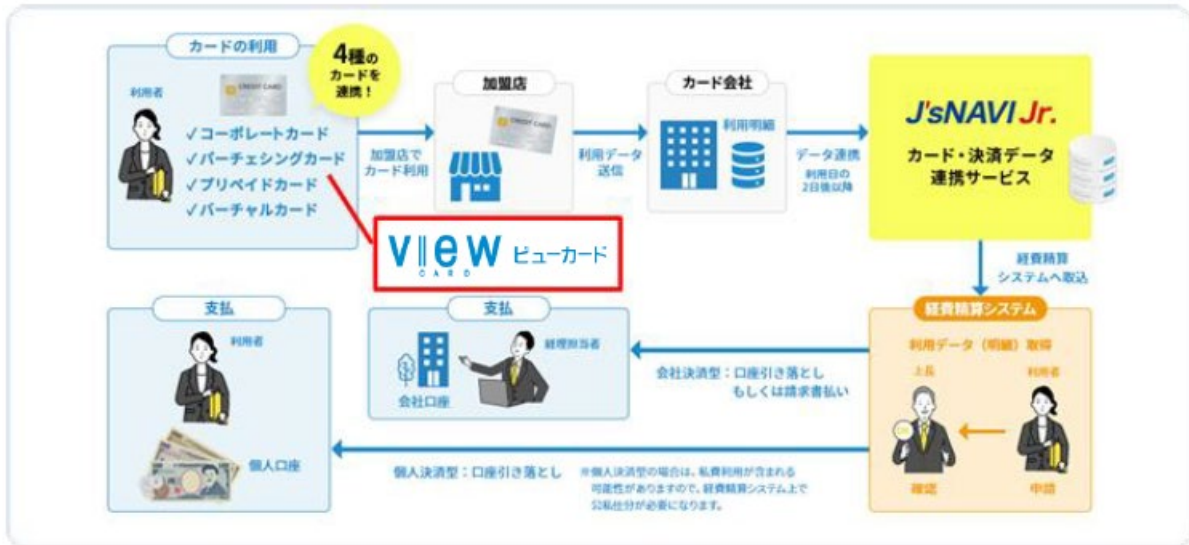 カードの利用
4種の
カードを
連携！
利用者
CREDIT CARD
✓コーポレートカード
✓パーチェシングカード
✓プリペイドカード
✓バーチャルカード
加盟店で
カード利用
加盟店
CREDIT CARD
利用データ
送信
カード会社
利用明細
データ連携
利用日の
2日後以降
J'sNAVI Jr.
カード・決済データ
連携サービス
VIEW
CARD
ビューカード
経費精算
システムへ取込
支払
利用者
個人口座
支払
経理担当者
会社口座
会社決済型：口座引き落とし
もしくは請求書払い
経費精算システム
利用データ（明細）取得
上長
利用者
OK
確認
申請
個人決済型：口座引き落とし
※個人決済型の場合は、私費利用が含まれる
可能性がありますので、経費精算システム上で
公私仕分が必要になります。